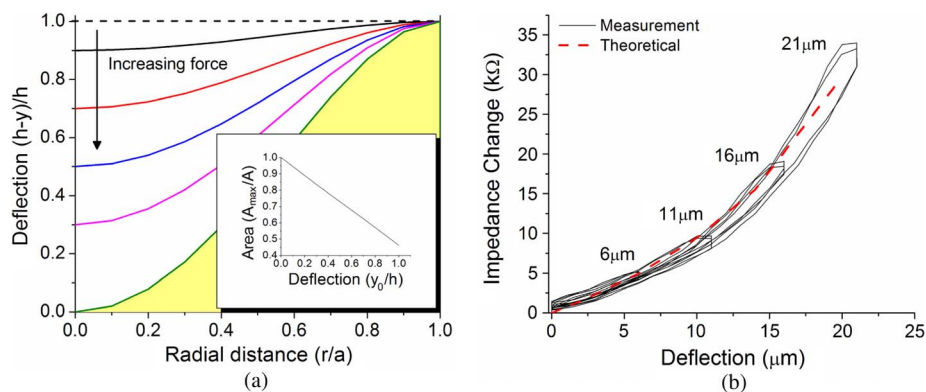 1.0
0.8
0.6
0.4
0.2
0.0
Deflection (h-y)/h
Increasing force
1.0
0.9
0.8
0.7
0.6
0.5
0.4
Area (Amax/A)
0.0 0.2 0.4 0.6 0.8 1.0
Deflection (y0/h)
0.0 0.2 0.4 0.6 0.8 1.0
Radial distance (r/a)
(a)
Measurement
Theoretical
21μm
16μm
11μm
6μm
35
30
25
20
15
10
5
0
Impedance Change (kΩ)
0 5 10 15 20 25
Deflection (μm)
(b)